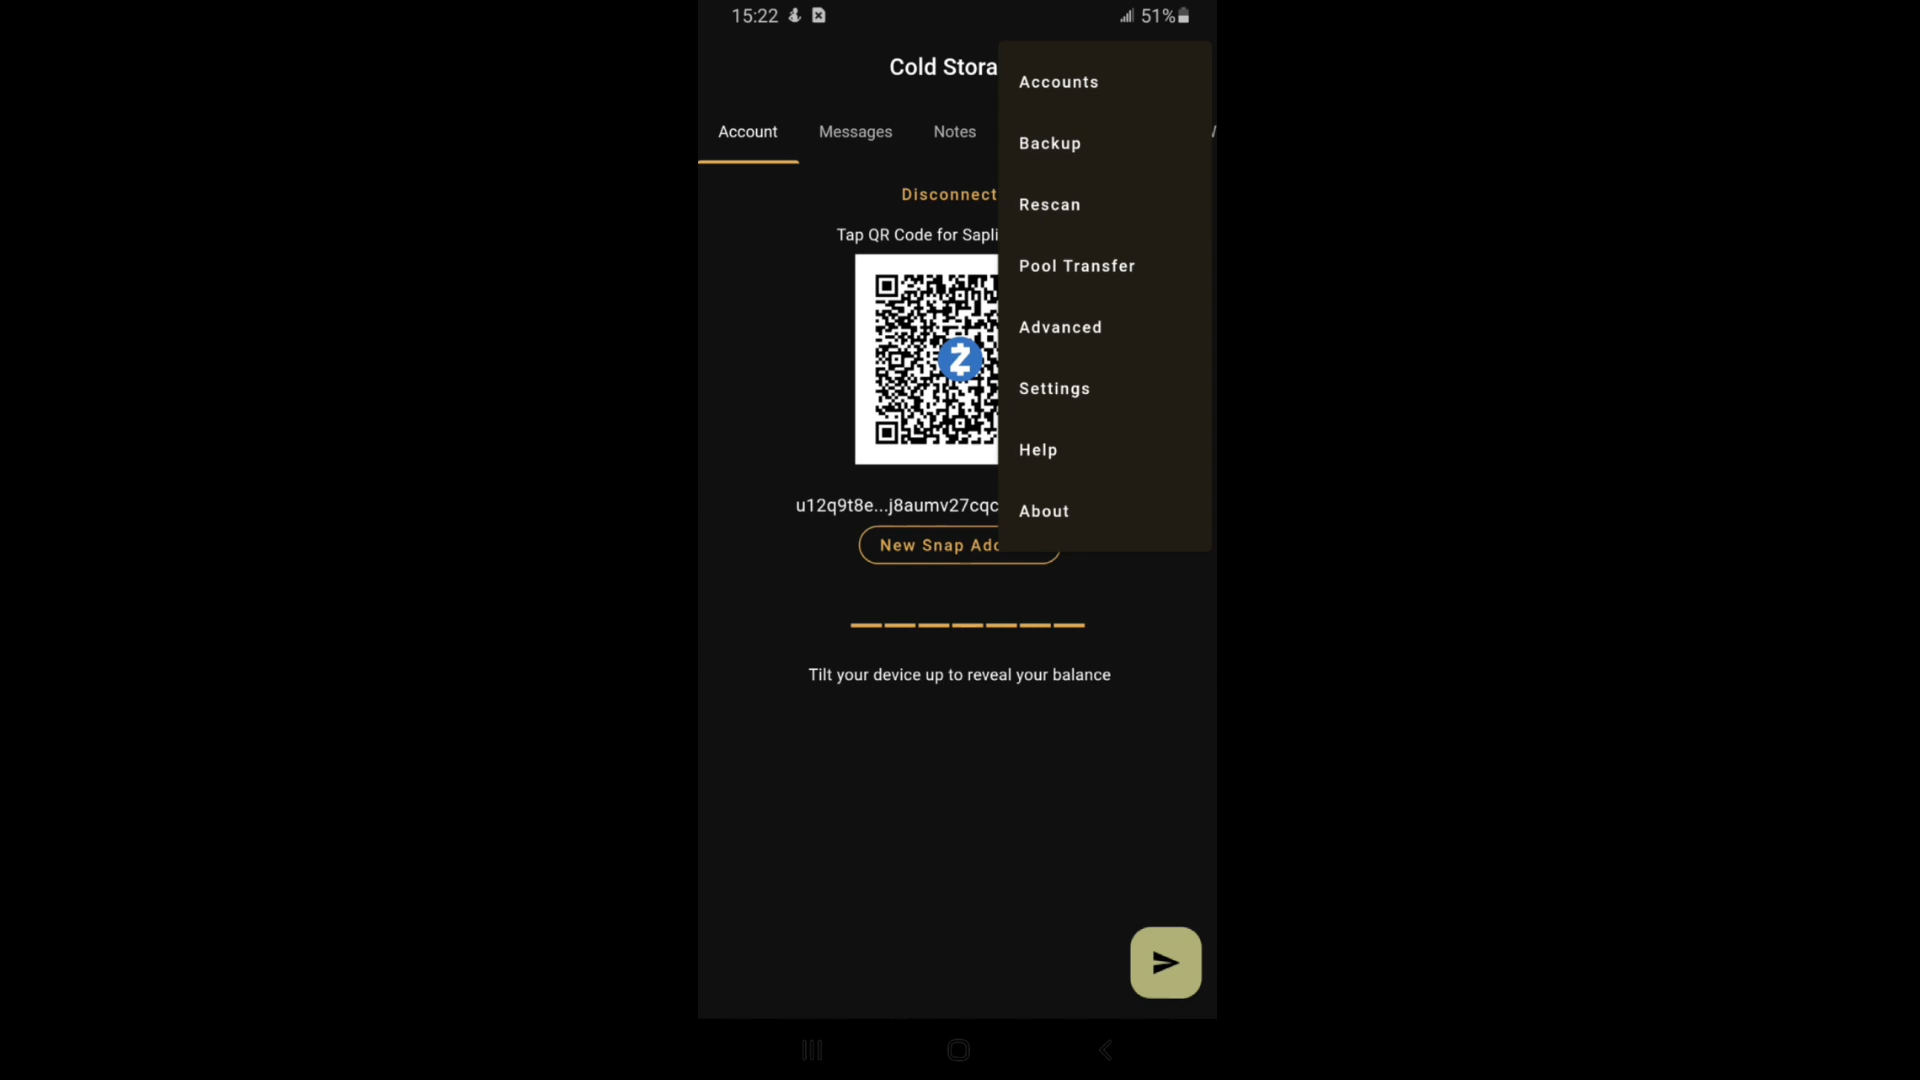 15:22
51%
Cold Stora
Accounts
Account
Messages
Notes
Backup
Disconnect
Rescan
Tap QR Code for Sapli
Pool Transfer
Advanced
Settings
Help
u12q9t8e...j8aumv27cqc
About
New Snap Add
Tilt your device up to reveal your balance